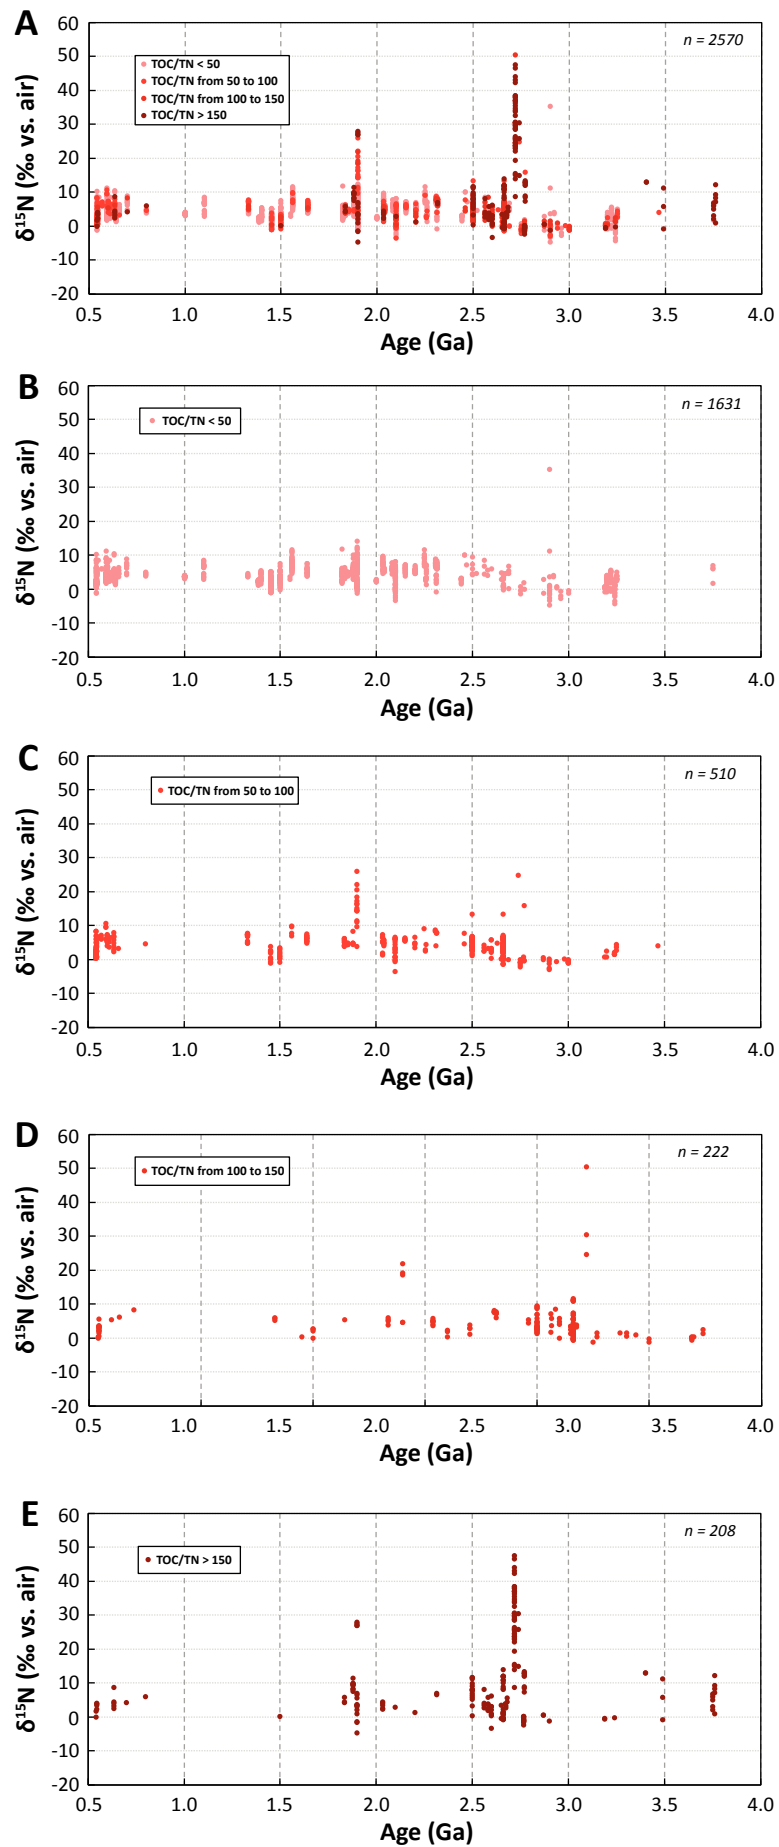 A
n = 2570
TOC/TN < 50
TOC/TN from 50 to 100
TOC/TN from 100 to 150
TOC/TN > 150
δ¹⁵N (‰ vs. air)
60
50
40
30
20
10
0
-10
-20
0.5 1.0 1.5 2.0 2.5 3.0 3.5 4.0
Age (Ga)
B
n = 1631
TOC/TN < 50
δ¹⁵N (‰ vs. air)
60
50
40
30
20
10
0
-10
-20
0.5 1.0 1.5 2.0 2.5 3.0 3.5 4.0
Age (Ga)
C
n = 510
TOC/TN from 50 to 100
δ¹⁵N (‰ vs. air)
60
50
40
30
20
10
0
-10
-20
0.5 1.0 1.5 2.0 2.5 3.0 3.5 4.0
Age (Ga)
D
n = 222
TOC/TN from 100 to 150
δ¹⁵N (‰ vs. air)
60
50
40
30
20
10
0
-10
-20
0.5 1.0 1.5 2.0 2.5 3.0 3.5 4.0
Age (Ga)
E
n = 208
TOC/TN > 150
δ¹⁵N (‰ vs. air)
60
50
40
30
20
10
0
-10
-20
0.5 1.0 1.5 2.0 2.5 3.0 3.5 4.0
Age (Ga)